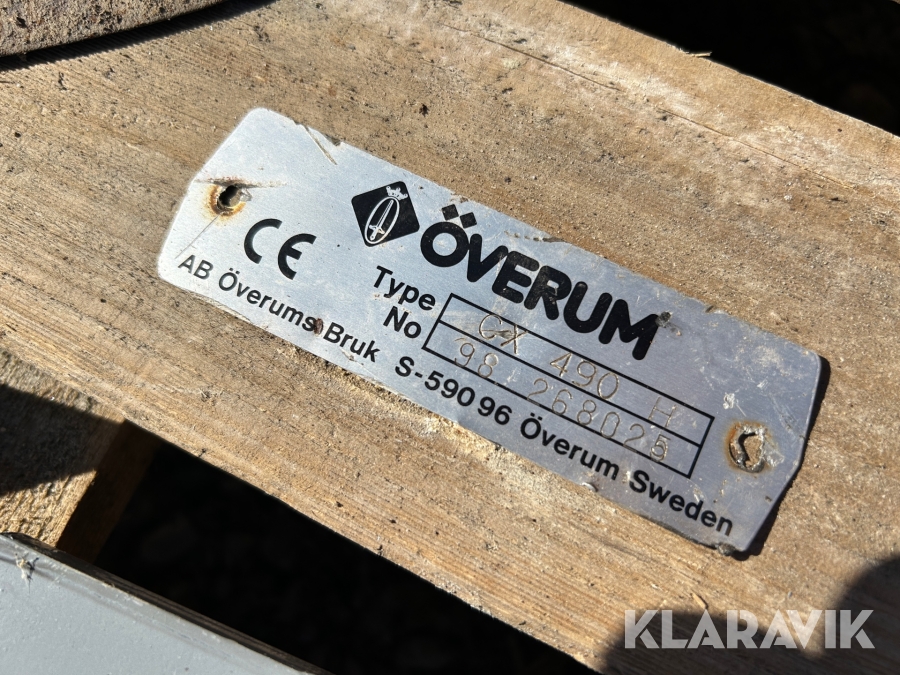 CE
ÖVERUM
Type CX 490 H
No 98 268025
AB Överums Bruk S-590 96 Överum Sweden
KLARAVIK